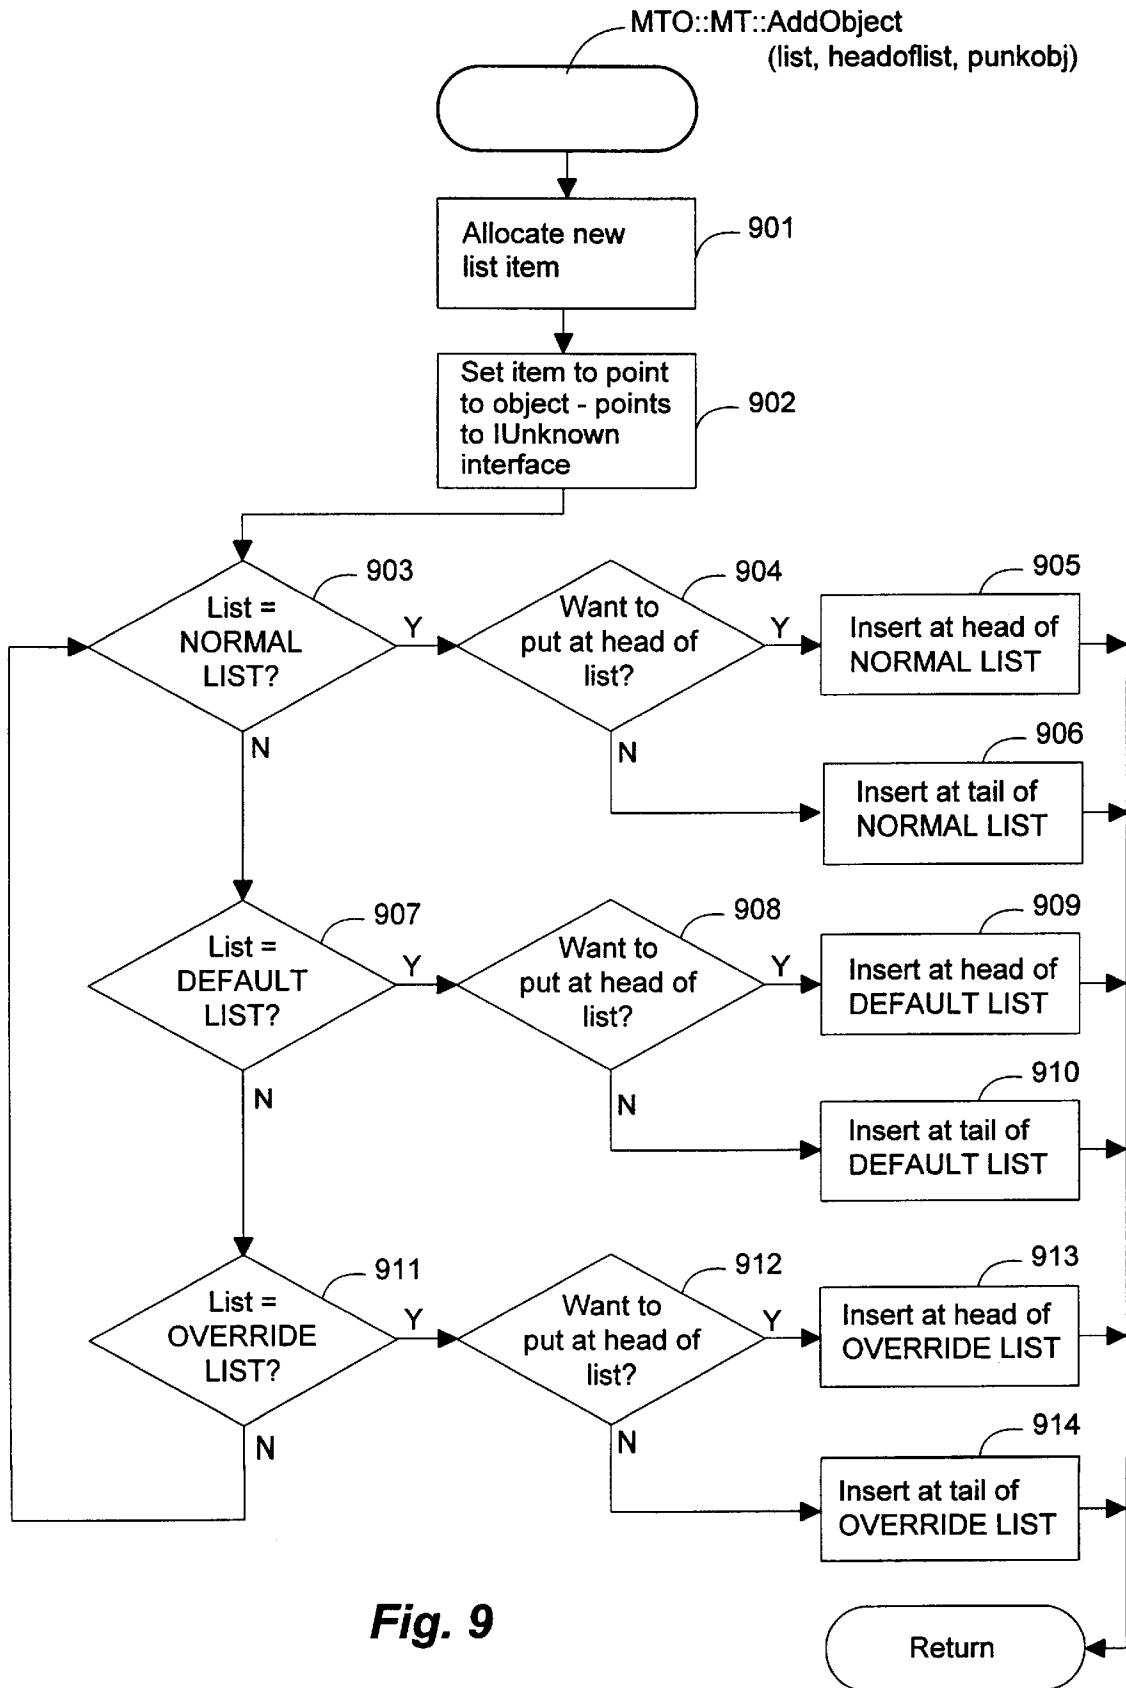 MTO::MT::AddObject
(list, headoflist, punkobj)
Allocate new
list item
901
Set item to point
to object - points
to IUnknown
interface
902
List =
NORMAL
LIST?
903
Y
N
Want to
put at head of
list?
904
Y
N
Insert at head of
NORMAL LIST
905
Insert at tail of
NORMAL LIST
906
List =
DEFAULT
LIST?
907
Y
N
Want to
put at head of
list?
908
Y
N
Insert at head of
DEFAULT LIST
909
Insert at tail of
DEFAULT LIST
910
List =
OVERRIDE
LIST?
911
Y
N
Want to
put at head of
list?
912
Y
N
Insert at head of
OVERRIDE LIST
913
Insert at tail of
OVERRIDE LIST
914
Fig. 9
Return